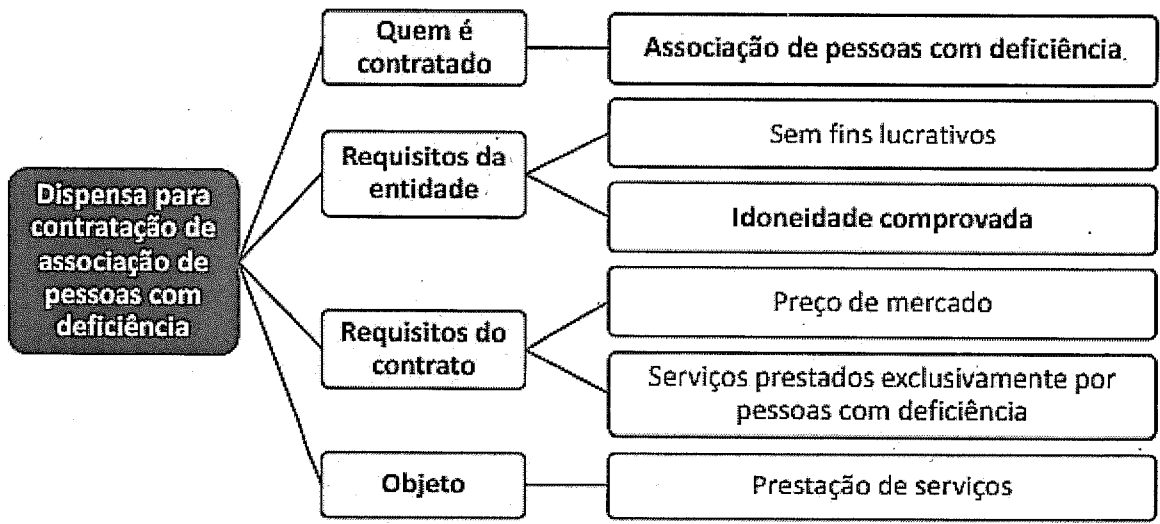 Dispensa para
contratação de
associação de
pessoas com
deficiência
Quem é
contratado
Associação de pessoas com deficiência
Requisitos da
entidade
Sem fins lucrativos
Idoneidade comprovada
Requisitos do
contrato
Preço de mercado
Serviços prestados exclusivamente por
pessoas com deficiência
Objeto
Prestação de serviços